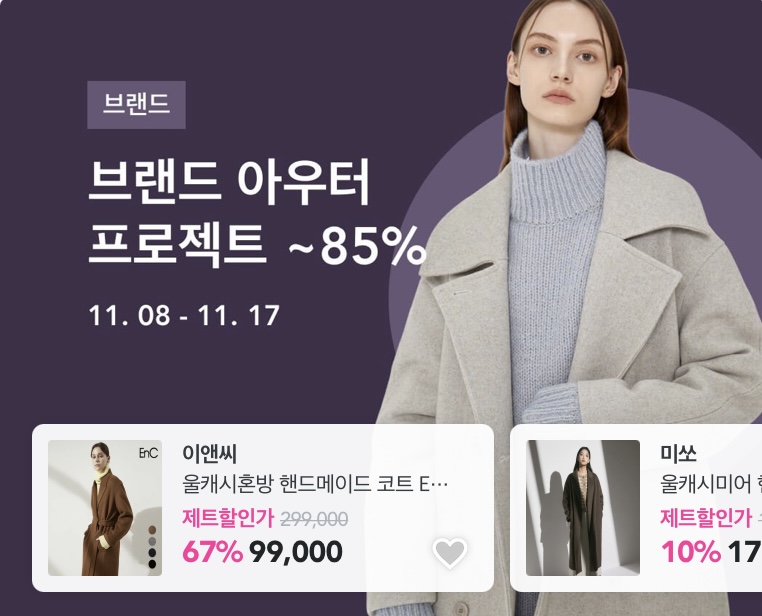 브랜드
브랜드 아우터
프로젝트 ~85%
11. 08 - 11. 17
EnC
이앤씨
울캐시혼방 핸드메이드 코트 E…
제트할인가 299,000
67% 99,000
미쏘
울캐시미어
제트할인가
10% 17